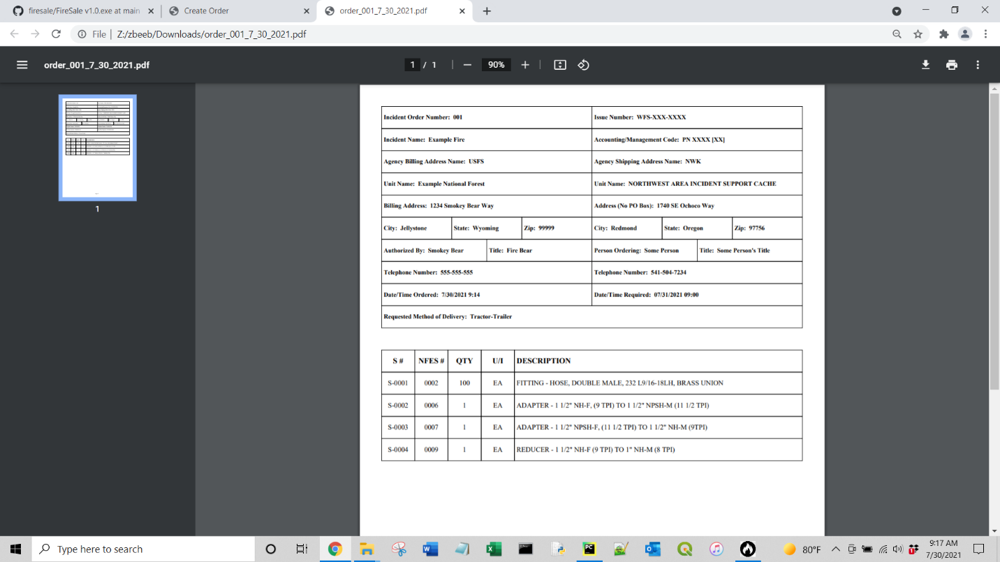 firesale/FireSale v1.0.exe at main
Create Order
order_001_7_30_2021.pdf
File | Z:/zbeeb/Downloads/order_001_7_30_2021.pdf
order_001_7_30_2021.pdf
1 / 1
90%
1
Incident Order Number: 001 Issue Number: WFS-XXX-XXXX
Incident Name: Example Fire Accounting/Management Code: PN XXXX [XX]
Agency Billing Address Name: USFS Agency Shipping Address Name: NWK
Unit Name: Example National Forest Unit Name: NORTHWEST AREA INCIDENT SUPPORT CACHE
Billing Address: 1234 Smokey Bear Way Address (No PO Box): 1740 SE Ochoco Way
City: Jellystone State: Wyoming Zip: 99999 City: Redmond State: Oregon Zip: 97756
Authorized By: Smokey Bear Title: Fire Bear Person Ordering: Some Person Title: Some Person's Title
Telephone Number: 555-555-555 Telephone Number: 541-504-7234
Date/Time Ordered: 7/30/2021 9:14 Date/Time Required: 07/31/2021 09:00
Requested Method of Delivery: Tractor-Trailer
S # NFES # QTY U/I DESCRIPTION
S-0001 0002 100 EA FITTING - HOSE, DOUBLE MALE, 232 L9/16-18LH, BRASS UNION
S-0002 0006 1 EA ADAPTER - 1 1/2" NH-F, (9 TPI) TO 1 1/2" NPSH-M (11 1/2 TPI)
S-0003 0007 1 EA ADAPTER - 1 1/2" NPSH-F, (11 1/2 TPI) TO 1 1/2" NH-M (9TPI)
S-0004 0009 1 EA REDUCER - 1 1/2" NH-F (9 TPI) TO 1" NH-M (8 TPI)
Type here to search
80°F
9:17 AM
7/30/2021